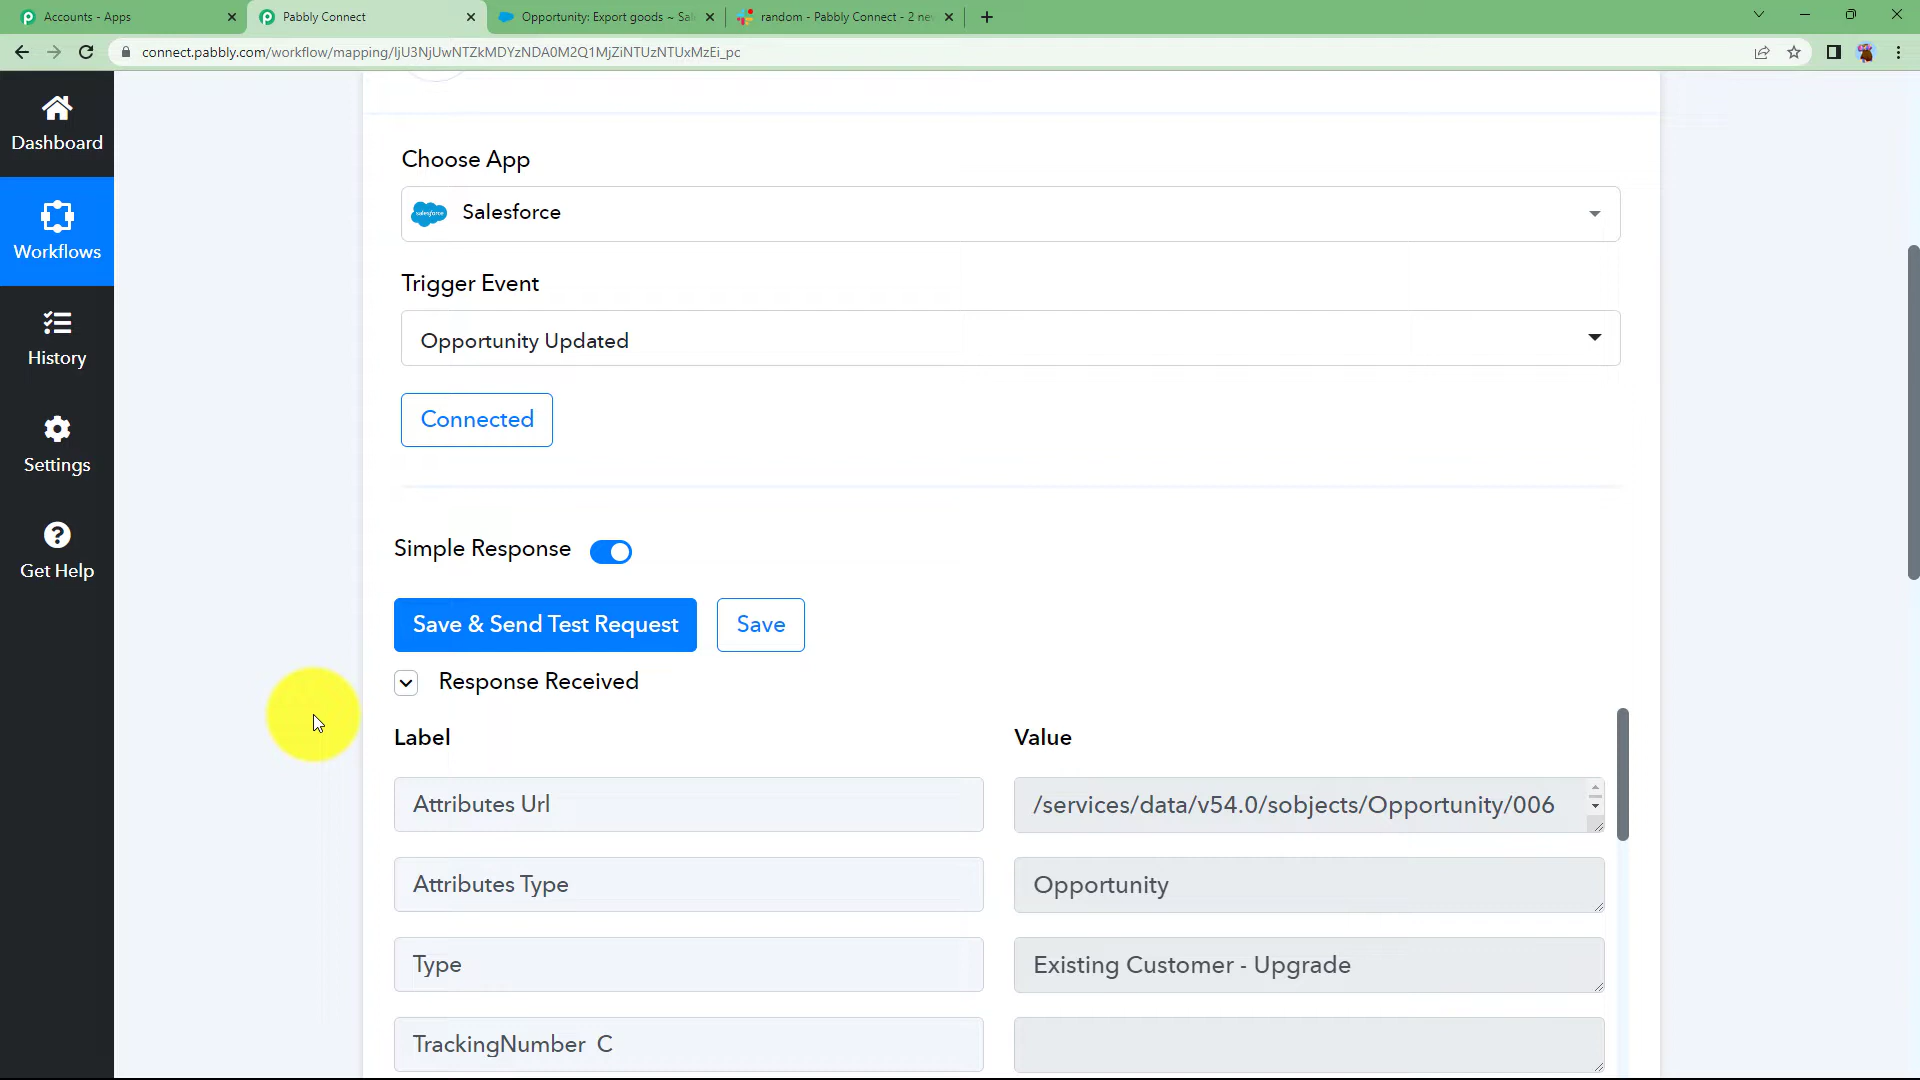 Accounts - Apps
Pabbly Connect
Opportunity: Export goods ~ Sal
random - Pabbly Connect - 2 ne
connect.pabbly.com/workflow/mapping/IjU3NjUwNTZkMDYzNDA0M2Q1MjZiNTUzNTUxMzEi_pc
Dashboard
Workflows
History
Settings
Get Help
Choose App
salesforce
Salesforce
Trigger Event
Opportunity Updated
Connected
Simple Response
Save & Send Test Request
Save
Response Received
Label
Value
Attributes Url
/services/data/v54.0/sobjects/Opportunity/006
Attributes Type
Opportunity
Type
Existing Customer - Upgrade
TrackingNumber C